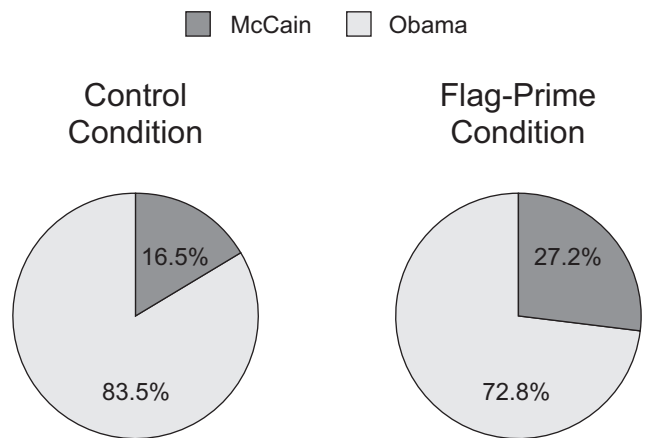 McCain Obama
Control
Condition
Flag-Prime
Condition
16.5%
27.2%
83.5%
72.8%